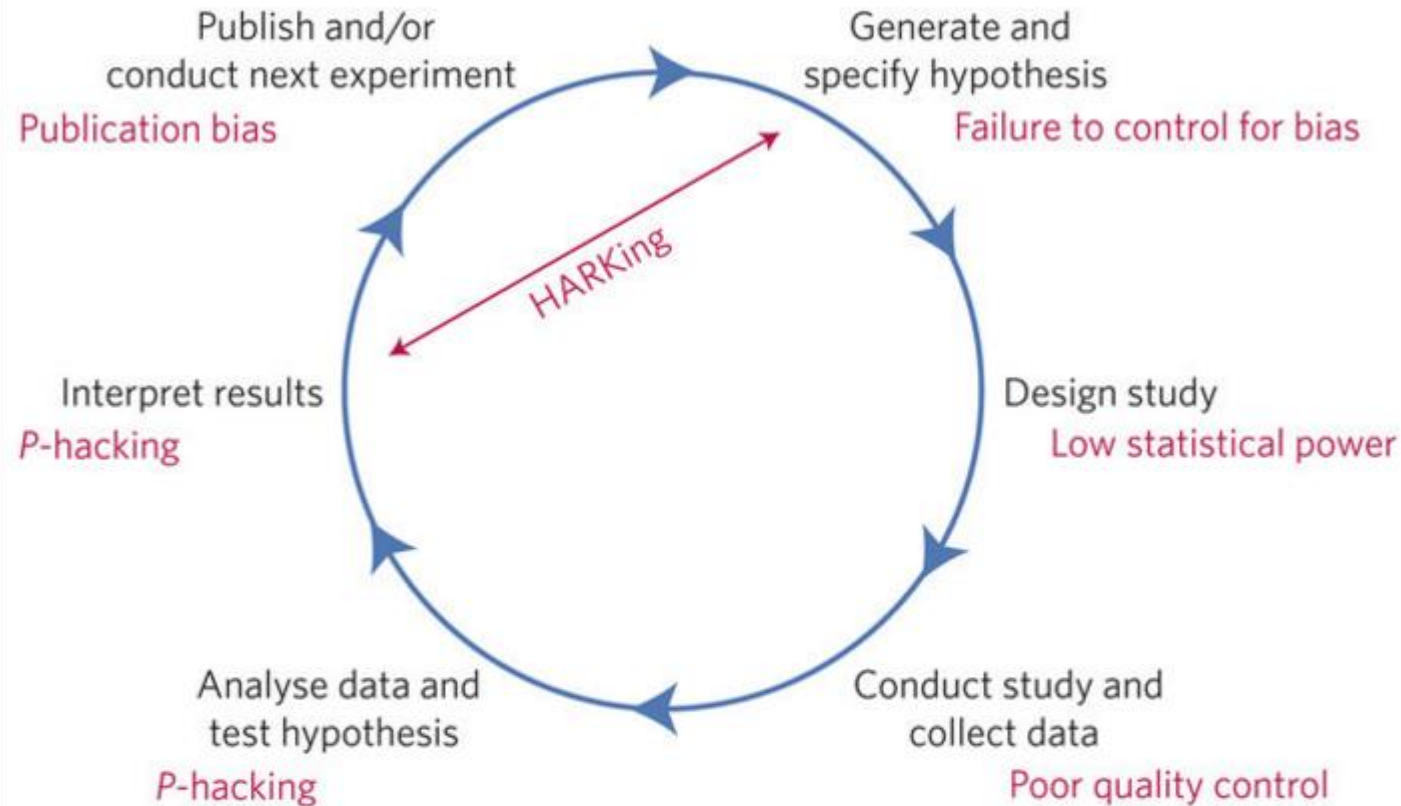 Publish and/or
conduct next experiment
Publication bias
Generate and
specify hypothesis
Failure to control for bias
HARKing
Interpret results
P-hacking
Design study
Low statistical power
Analyse data and
test hypothesis
P-hacking
Conduct study and
collect data
Poor quality control